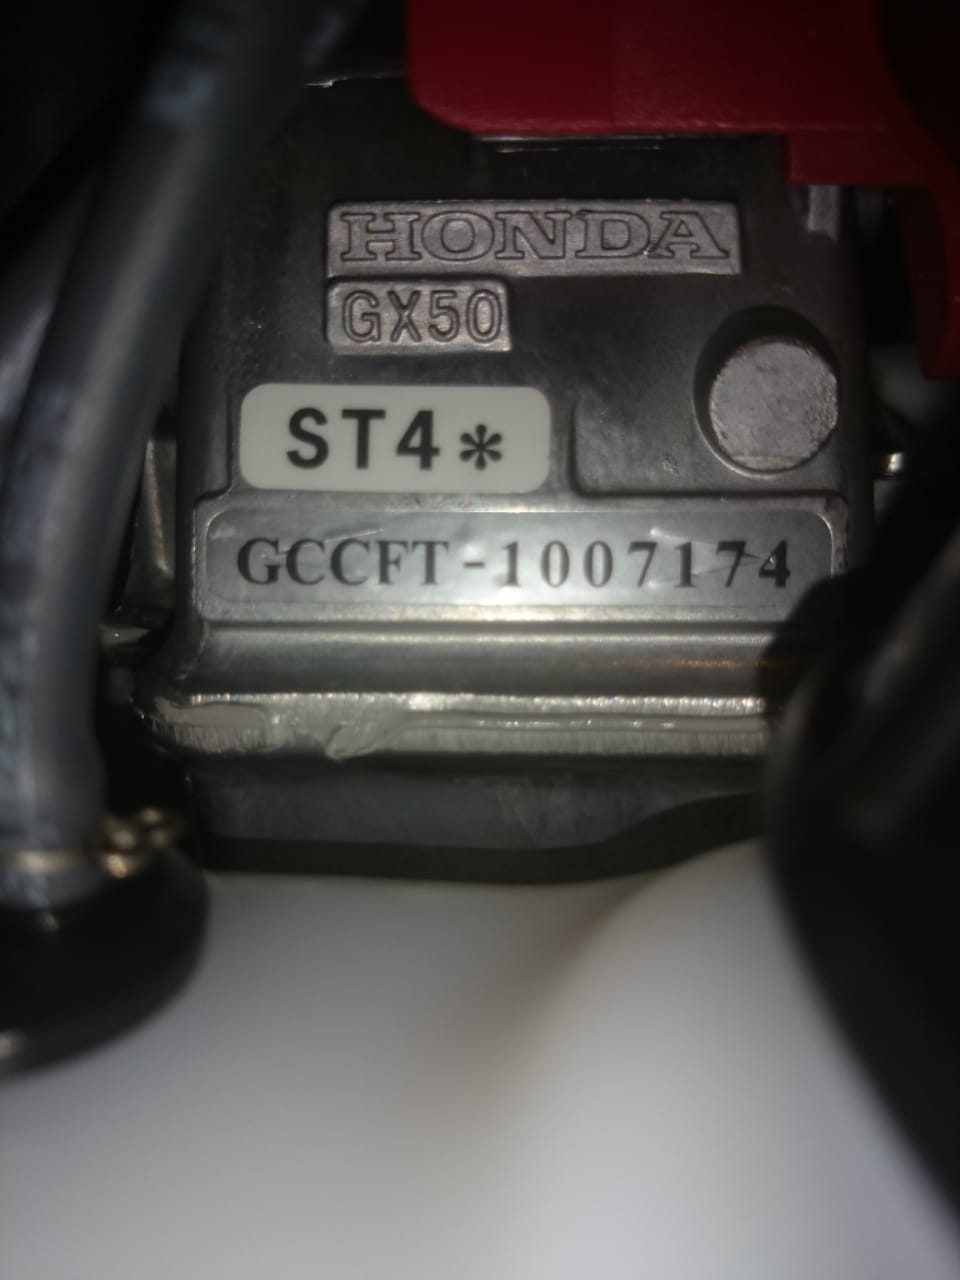 HONDA
GX50
ST4*
GCCFT-1007174